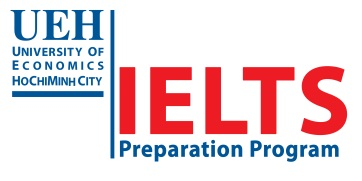 UEH
UNIVERSITY OF
ECONOMICS
HOCHIMINH CITY
IELTS
Preparation Program